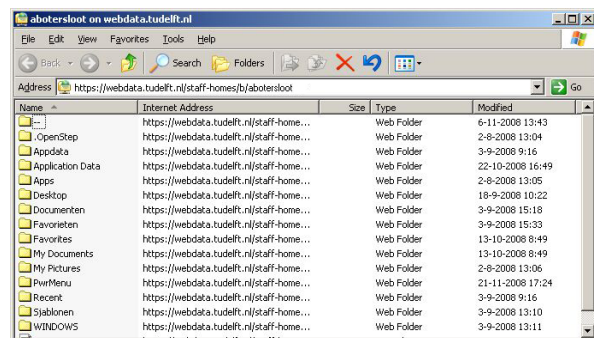 abotersloot on webdata.tudelft.nl
File Edit View Favorites Tools Help
Back Search Folders
Address https://webdata.tudelft.nl/staff-homes/b/abotersloot Go
Name Internet Address Size Type Modified
-- https://webdata.tudelft.nl/staff-home... Web Folder 6-11-2008 13:43
.OpenStep https://webdata.tudelft.nl/staff-home... Web Folder 2-8-2008 13:04
Appdata https://webdata.tudelft.nl/staff-home... Web Folder 3-9-2008 9:16
Application Data https://webdata.tudelft.nl/staff-home... Web Folder 22-10-2008 16:49
Apps https://webdata.tudelft.nl/staff-home... Web Folder 2-8-2008 13:05
Desktop https://webdata.tudelft.nl/staff-home... Web Folder 18-9-2008 10:22
Documenten https://webdata.tudelft.nl/staff-home... Web Folder 3-9-2008 15:18
Favorieten https://webdata.tudelft.nl/staff-home... Web Folder 3-9-2008 15:33
Favorites https://webdata.tudelft.nl/staff-home... Web Folder 13-10-2008 8:49
My Documents https://webdata.tudelft.nl/staff-home... Web Folder 13-10-2008 8:49
My Pictures https://webdata.tudelft.nl/staff-home... Web Folder 2-8-2008 13:06
PwrMenu https://webdata.tudelft.nl/staff-home... Web Folder 21-11-2008 17:24
Recent https://webdata.tudelft.nl/staff-home... Web Folder 3-9-2008 9:16
Sjablonen https://webdata.tudelft.nl/staff-home... Web Folder 3-9-2008 13:10
WINDOWS https://webdata.tudelft.nl/staff-home... Web Folder 3-9-2008 13:11